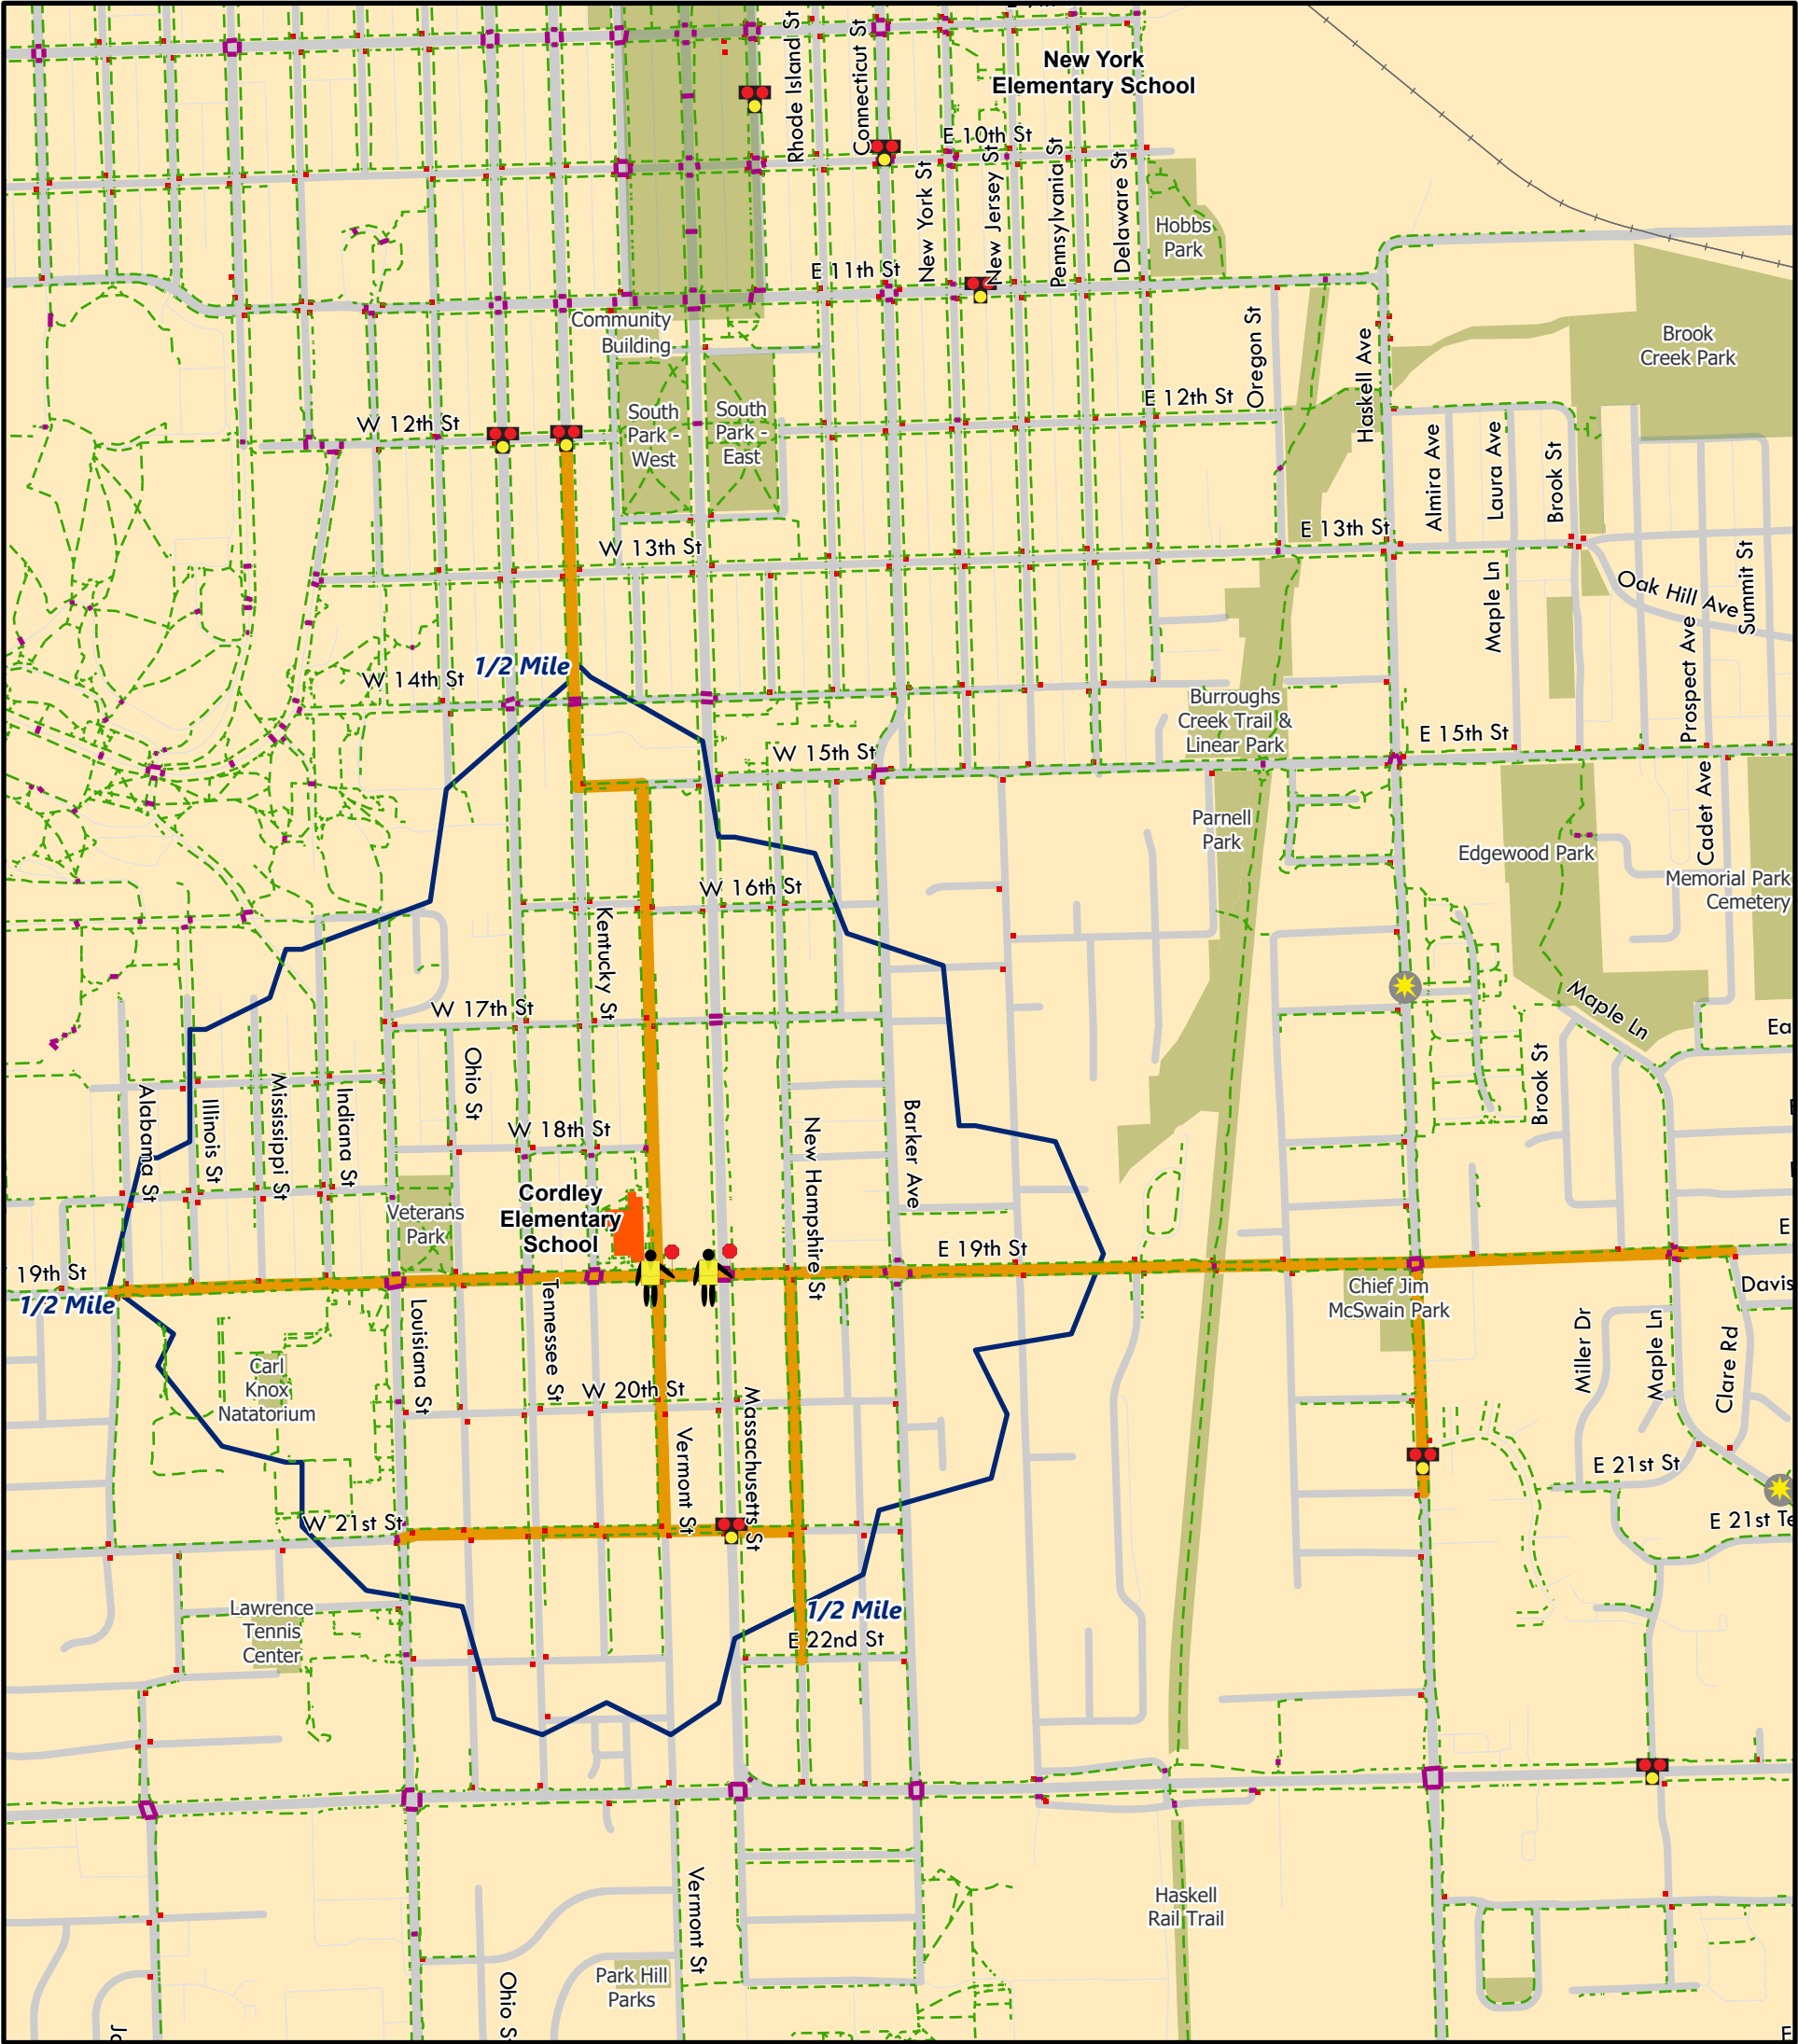 Rhode Island St
Connecticut St
New York
Elementary School
E 10th St
New York St
New Jersey St
Pennsylvania St
Delaware St
Hobbs
Park
E 11th St
Community
Building
Oregon St
Haskell Ave
Brook
Creek Park
W 12th St
South
Park -
West
South
Park -
East
E 12th St
Almira Ave
Laura Ave
Brook St
W 13th St
E 13th St
Maple Ln
Oak Hill Ave
Summit St
Prospect Ave
1/2 Mile
W 14th St
Burroughs
Creek Trail &
Linear Park
W 15th St
E 15th St
Parnell
Park
Edgewood Park
Cadet Ave
Memorial Park
Cemetery
W 16th St
Kentucky St
W 17th St
Maple Ln
Ea
Ohio St
Brook St
Alabama St
Illinois St
Mississippi St
Indiana St
W 18th St
New Hampshire St
Barker Ave
Cordley
Elementary
School
Veterans
Park
E 19th St
E
19th St
1/2 Mile
Chief Jim
McSwain Park
Davis
Louisiana St
Tennessee St
Carl
Knox
Natatorium
W 20th St
Miller Dr
Maple Ln
Clare Rd
Massachusetts St
Vermont St
W 21st St
E 21st St
E 21st Te
Lawrence
Tennis
Center
1/2 Mile
E 22nd St
Vermont St
Haskell
Rail Trail
Park Hill
Parks
Ohio S
Jo